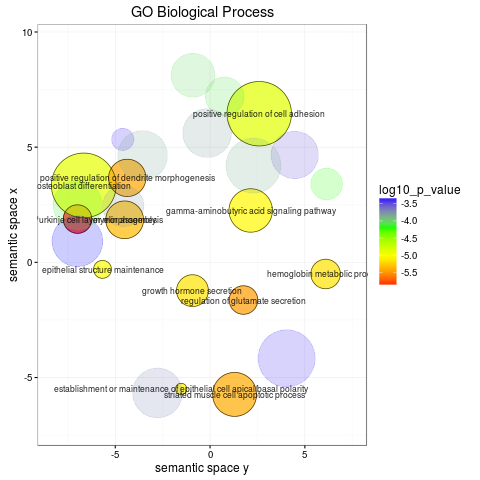 GO Biological Process
10
5
0
-5
semantic space x
positive regulation of cell adhesion
positive regulation of dendrite morphogenesis
osteoblast differentiation
gamma-aminobutyric acid signaling pathway
epithelial structure maintenance
hemoglobin metabolic pro
growth hormone secretion
regulation of glutamate secretion
establishment or maintenance of epithelial cell apical/basal polarity
striated muscle cell apoptotic process
-5
0
5
semantic space y
log10_p_value
-3.5
-4.0
-4.5
-5.0
-5.5